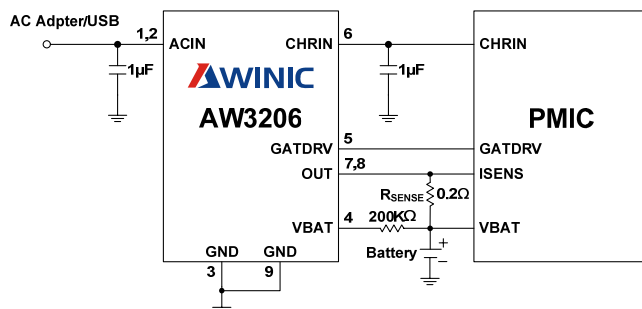 AC Adpter/USB
1,2
ACIN
CHRIN
6
CHRIN
1µF
1µF
AWINIC
AW3206
PMIC
GATDRV
5
GATDRV
OUT
7,8
ISENS
RSENSE
0.2Ω
200KΩ
VBAT
4
VBAT
GND
GND
Battery
+
−
3
9